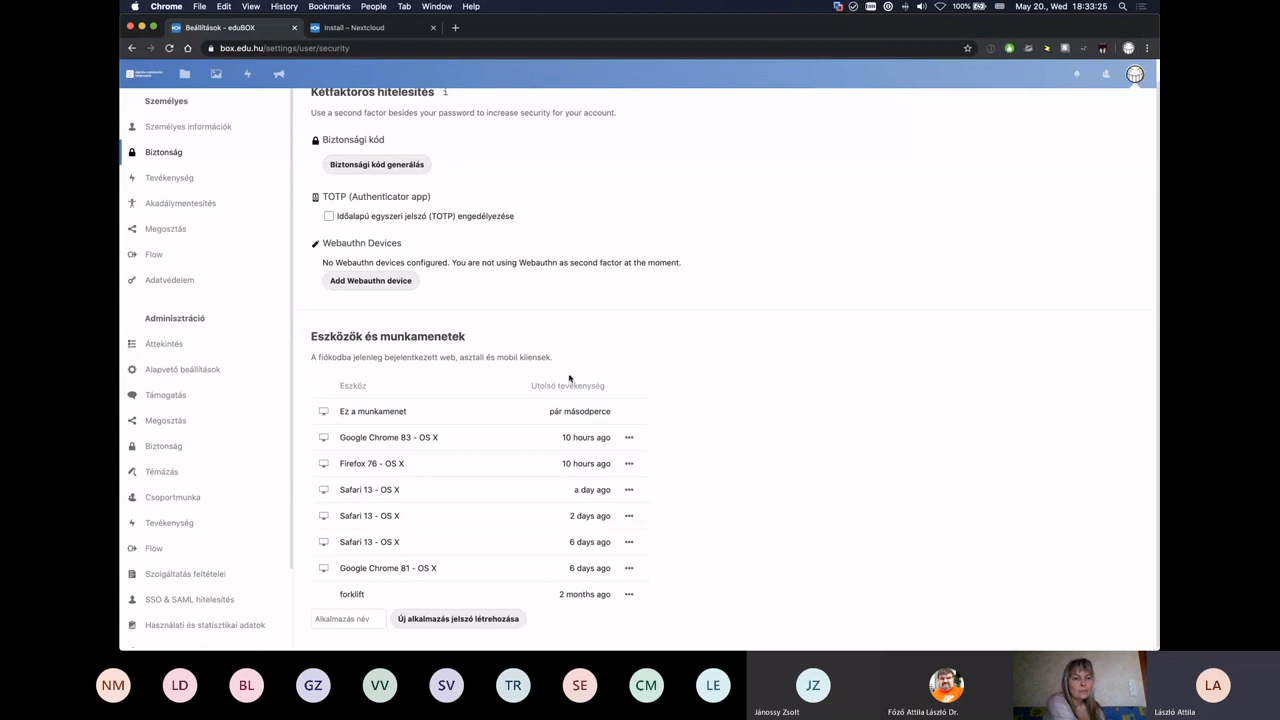 Chrome File Edit View History Bookmarks People Tab Window Help
100% May 20., Wed 18:33:25
Beállítások - eduBOX
Install – Nextcloud
box.edu.hu/settings/user/security
Személyes
Személyes információk
Biztonság
Tevékenység
Akadálymentesítés
Megosztás
Flow
Adatvédelem
Adminisztráció
Áttekintés
Alapvető beállítások
Támogatás
Megosztás
Biztonság
Témázás
Csoportmunka
Tevékenység
Flow
Szolgáltatás feltételei
SSO & SAML hitelesítés
Használati és statisztikai adatok
Kétfaktoros hitelesítés i
Use a second factor besides your password to increase security for your account.
Biztonsági kód
Biztonsági kód generálás
TOTP (Authenticator app)
Időalapú egyszeri jelszó (TOTP) engedélyezése
Webauthn Devices
No Webauthn devices configured. You are not using Webauthn as second factor at the moment.
Add Webauthn device
Eszközök és munkamenetek
A fiókodba jelenleg bejelentkezett web, asztali és mobil kliensek.
Eszköz Utolsó tevékenység
Ez a munkamenet pár másodperce
Google Chrome 83 - OS X 10 hours ago
Firefox 76 - OS X 10 hours ago
Safari 13 - OS X a day ago
Safari 13 - OS X 2 days ago
Safari 13 - OS X 6 days ago
Google Chrome 81 - OS X 6 days ago
forklift 2 months ago
Alkalmazás név Új alkalmazás jelszó létrehozása
NM LD BL GZ VV SV TR SE CM LE JZ LA
Jánossy Zsolt Főző Attila László Dr. László Attila